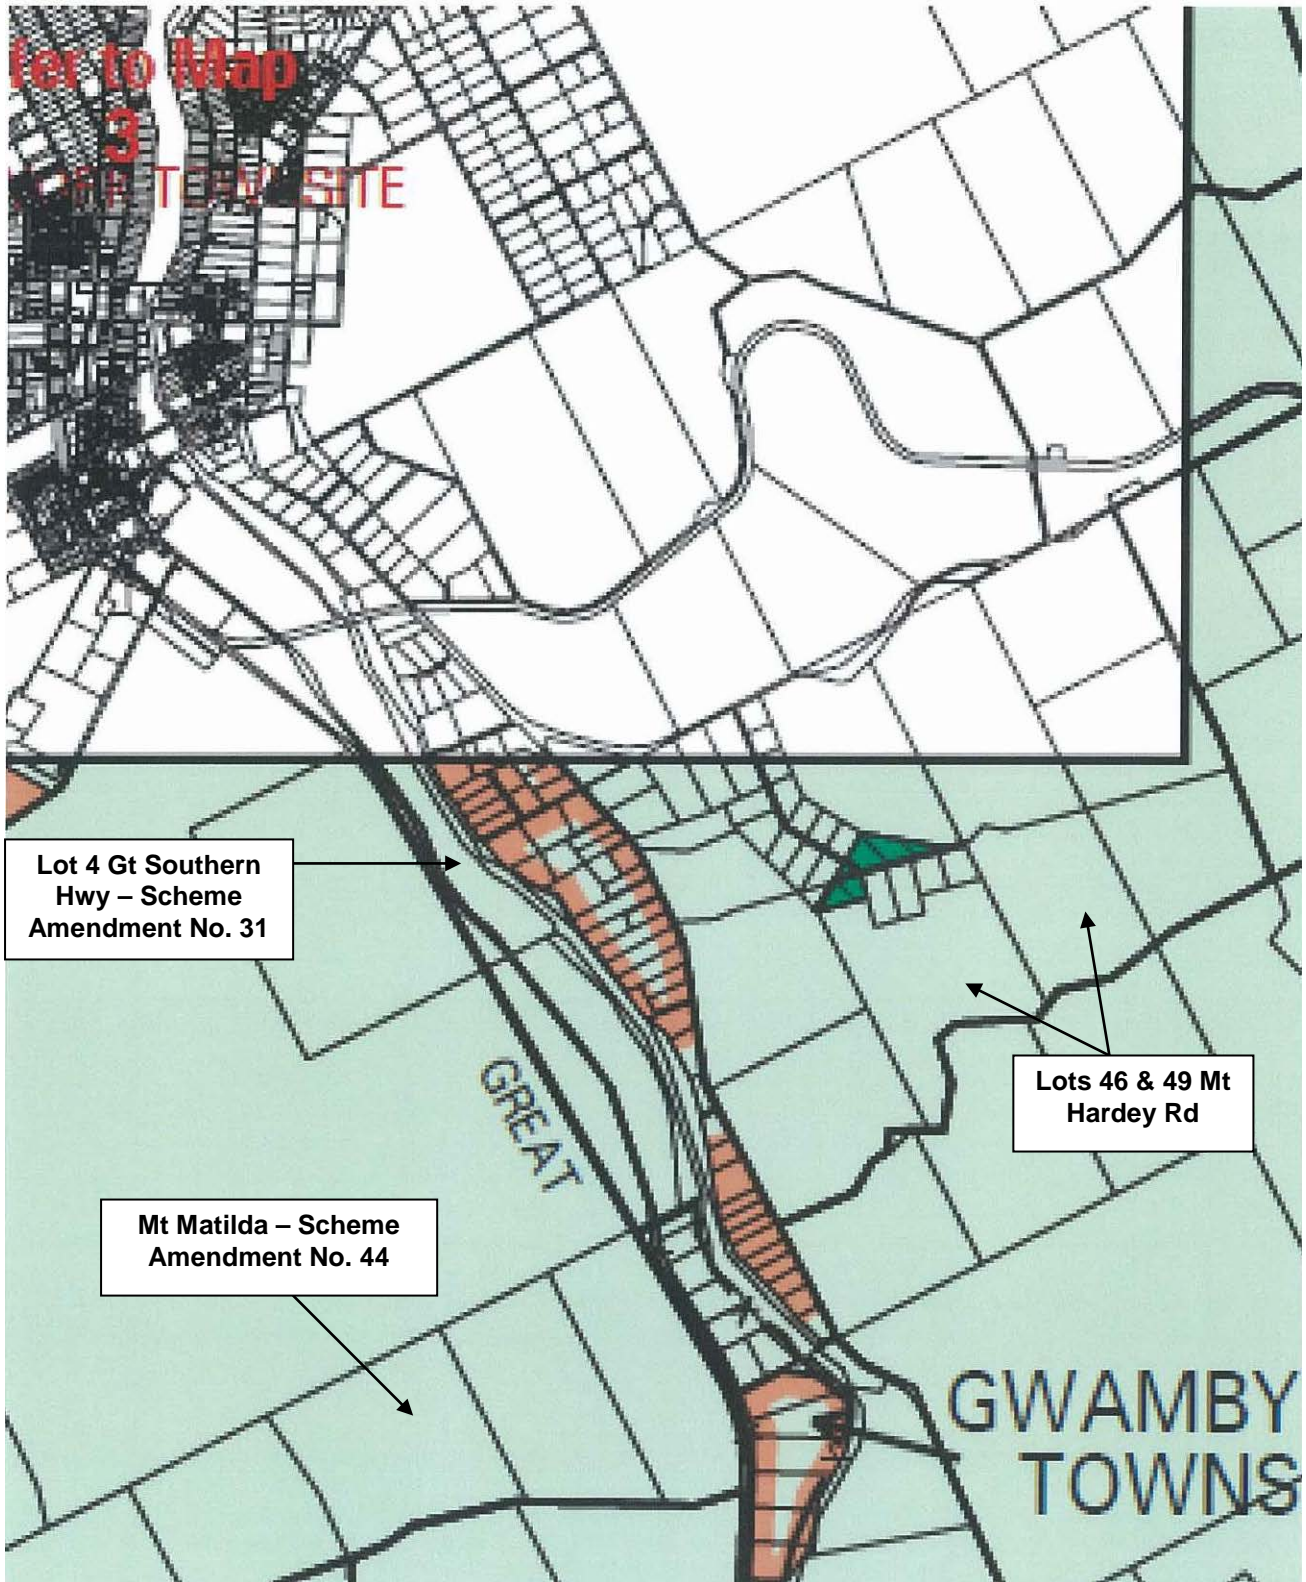 fer to Map
3
TOWNSITE
Lot 4 Gt Southern
Hwy – Scheme
Amendment No. 31
GREAT
Lots 46 & 49 Mt
Hardey Rd
Mt Matilda – Scheme
Amendment No. 44
GWAMBY
TOWNS